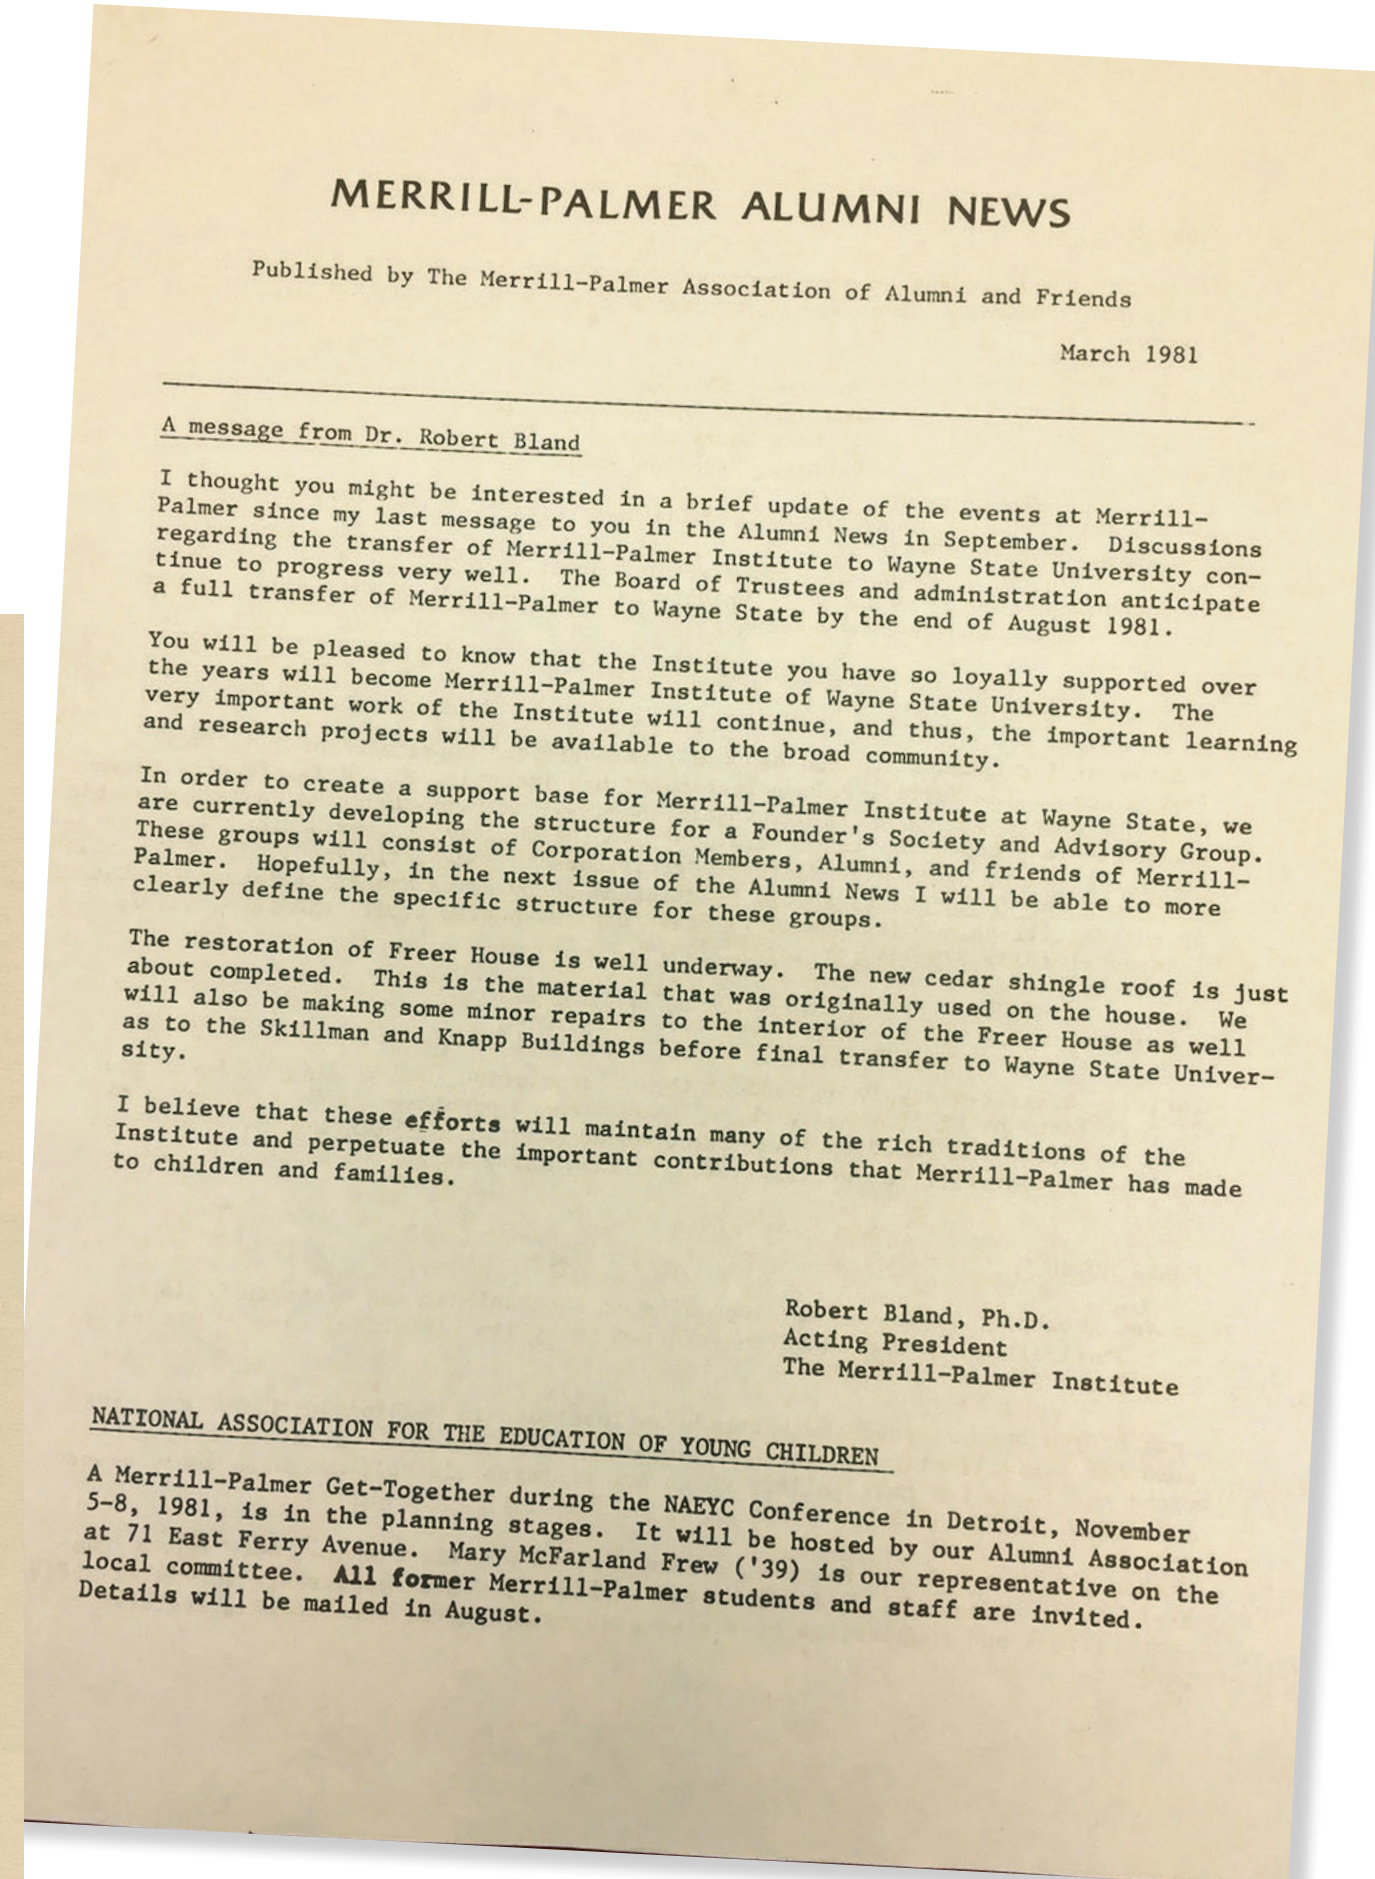 MERRILL-PALMER ALUMNI NEWS
Published by The Merrill-Palmer Association of Alumni and Friends
March 1981
A message from Dr. Robert Bland
I thought you might be interested in a brief update of the events at Merrill-
Palmer since my last message to you in the Alumni News in September.  Discussions
regarding the transfer of Merrill-Palmer Institute to Wayne State University con-
tinue to progress very well.  The Board of Trustees and administration anticipate
a full transfer of Merrill-Palmer to Wayne State by the end of August 1981.
You will be pleased to know that the Institute you have so loyally supported over
the years will become Merrill-Palmer Institute of Wayne State University.  The
very important work of the Institute will continue, and thus, the important learning
and research projects will be available to the broad community.
In order to create a support base for Merrill-Palmer Institute at Wayne State, we
are currently developing the structure for a Founder's Society and Advisory Group.
These groups will consist of Corporation Members, Alumni, and friends of Merrill-
Palmer.  Hopefully, in the next issue of the Alumni News I will be able to more
clearly define the specific structure for these groups.
The restoration of Freer House is well underway.  The new cedar shingle roof is just
about completed.  This is the material that was originally used on the house.  We
will also be making some minor repairs to the interior of the Freer House as well
as to the Skillman and Knapp Buildings before final transfer to Wayne State Univer-
sity.
I believe that these efforts will maintain many of the rich traditions of the
Institute and perpetuate the important contributions that Merrill-Palmer has made
to children and families.
Robert Bland, Ph.D.
Acting President
The Merrill-Palmer Institute
NATIONAL ASSOCIATION FOR THE EDUCATION OF YOUNG CHILDREN
A Merrill-Palmer Get-Together during the NAEYC Conference in Detroit, November
5-8, 1981, is in the planning stages.  It will be hosted by our Alumni Association
at 71 East Ferry Avenue.  Mary McFarland Frew ('39) is our representative on the
local committee.  All former Merrill-Palmer students and staff are invited.
Details will be mailed in August.